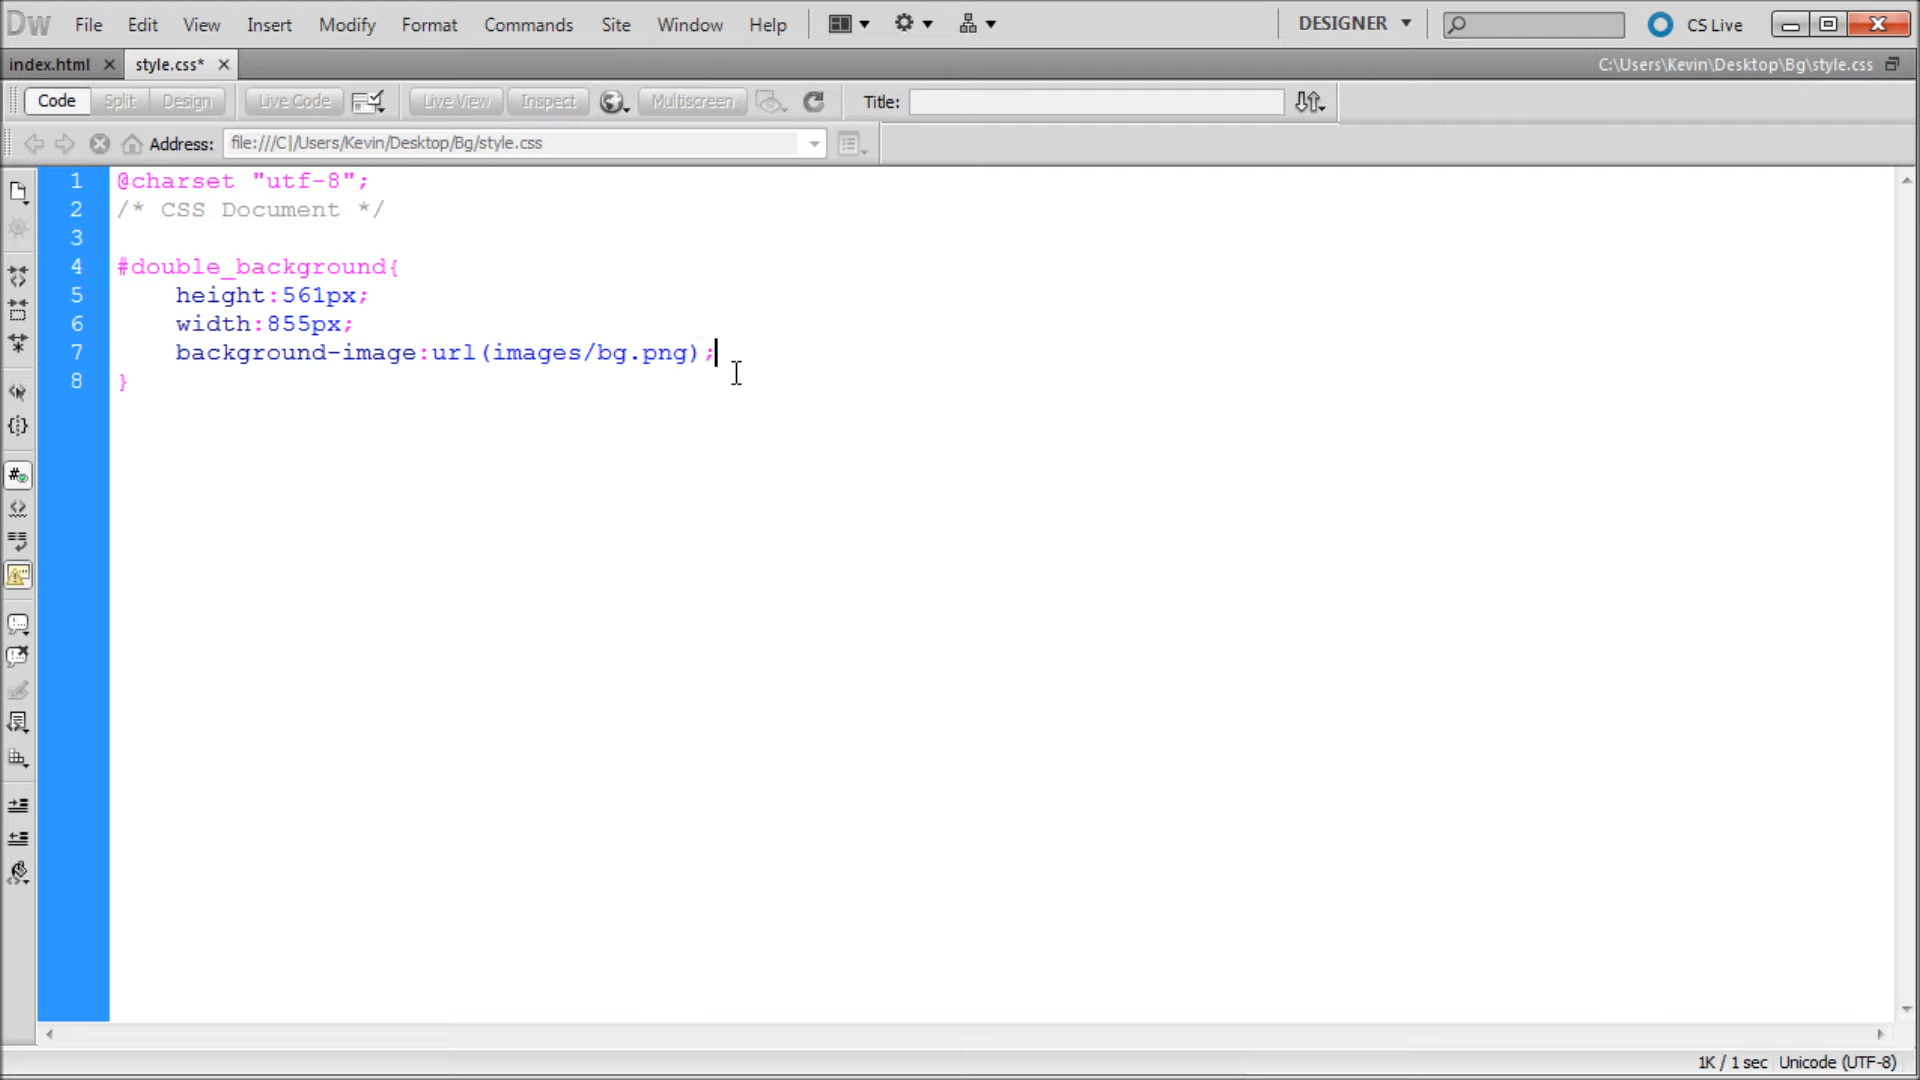 Dw File Edit View Insert Modify Format Commands Site Window Help DESIGNER CS Live
index.html style.css* C:\Users\Kevin\Desktop\Bg\style.css
Code Split Design Live Code Live View Inspect Multiscreen Title:
Address: file:///C|/Users/Kevin/Desktop/Bg/style.css
1 @charset "utf-8";
2 /* CSS Document */
3
4 #double_background{
5 height:561px;
6 width:855px;
7 background-image:url(images/bg.png);
8 }
1K / 1 sec Unicode (UTF-8)